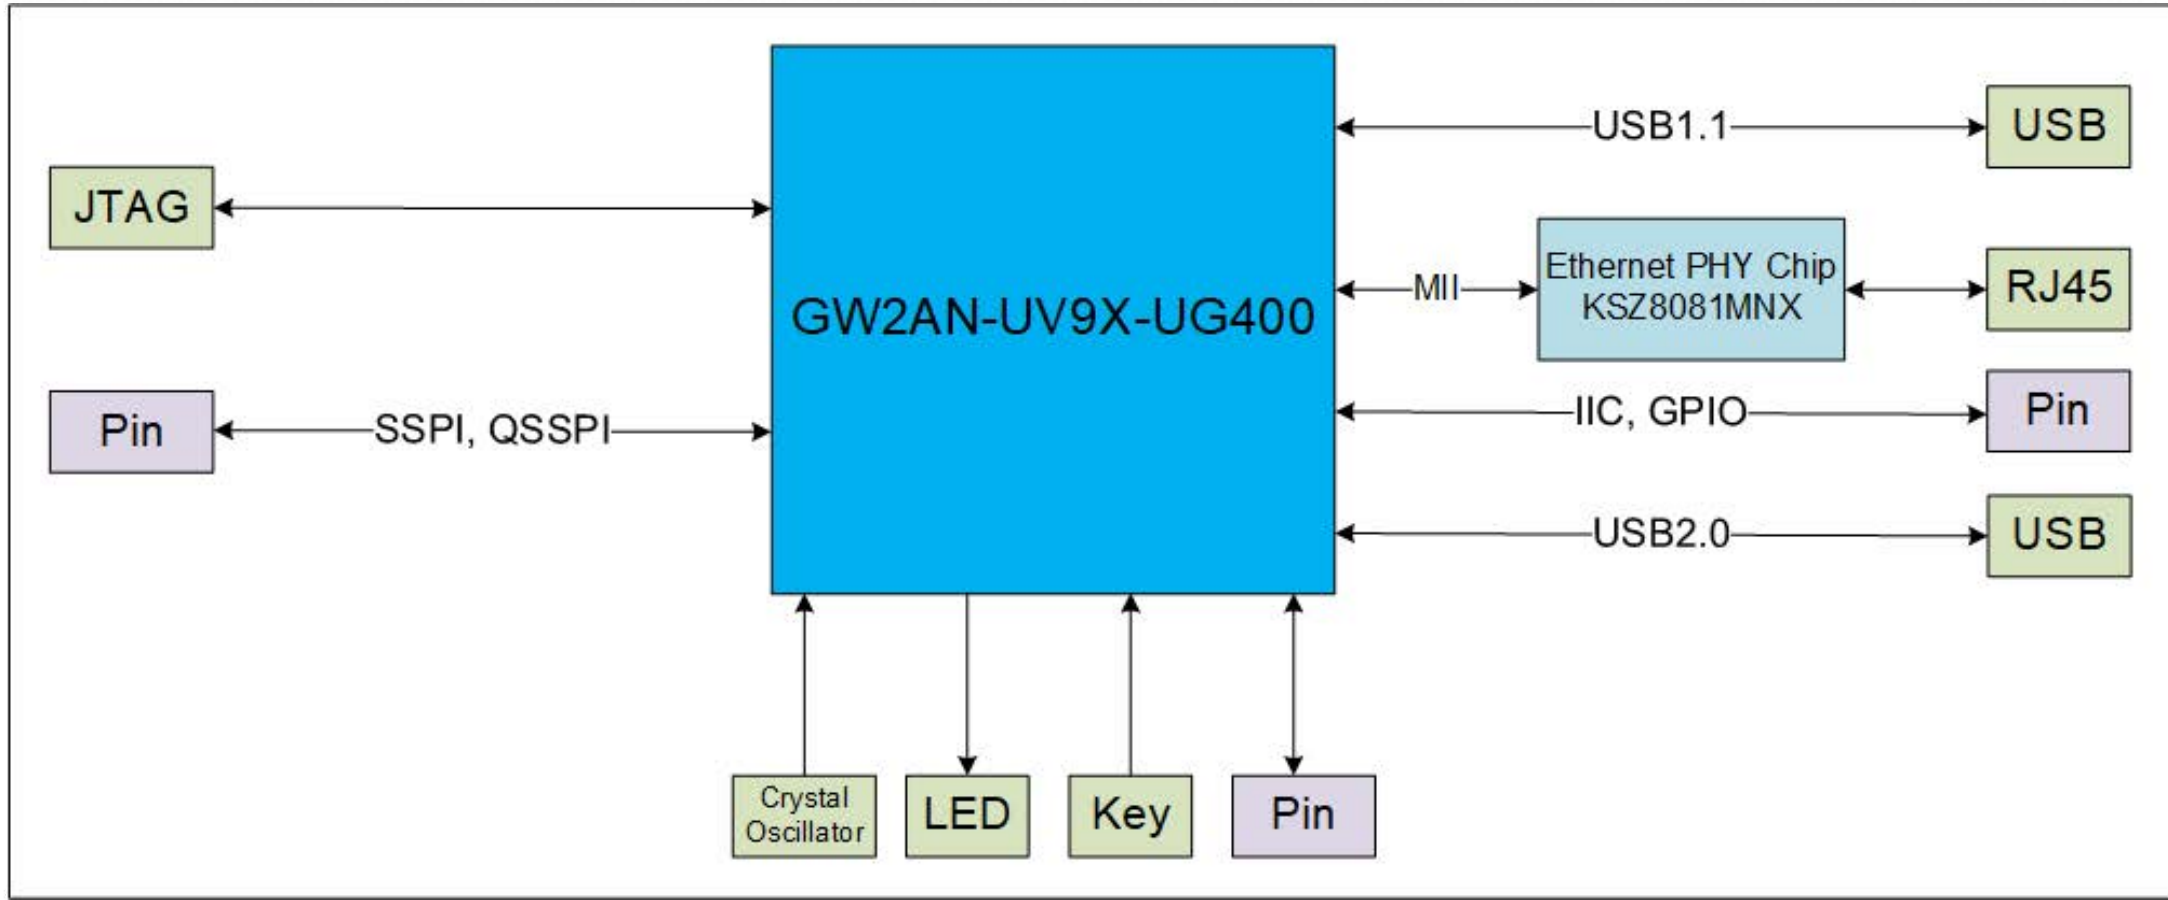 USB1.1
USB
JTAG
Ethernet PHY Chip
KSZ8081MNX
MII
RJ45
GW2AN-UV9X-UG400
Pin
SSPI, QSSPI
IIC, GPIO
Pin
USB2.0
USB
Crystal
Oscillator
LED
Key
Pin